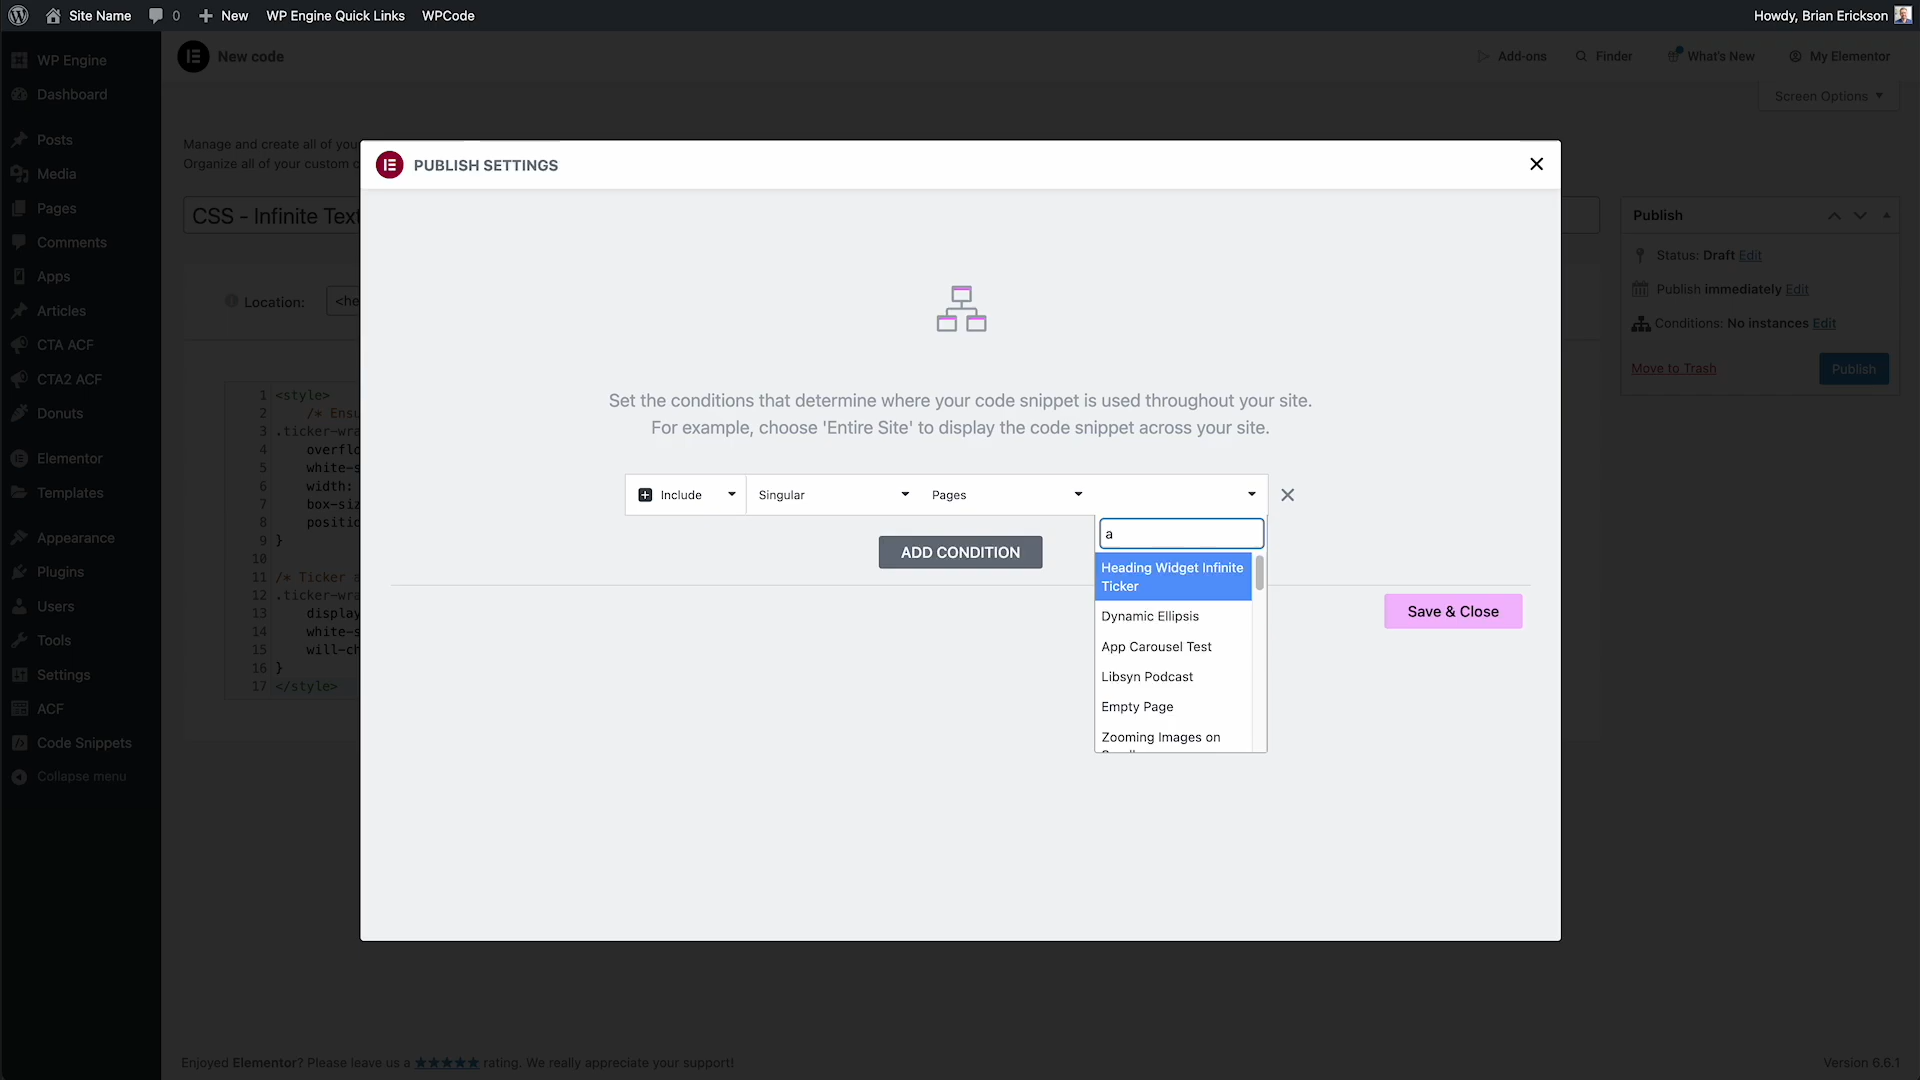 Site Name
0
New
WP Engine Quick Links
WPCode
Howdy, Brian Erickson
WP Engine
Dashboard
Posts
Media
Pages
Comments
Apps
Articles
CTA ACF
CTA2 ACF
Donuts
Elementor
Templates
Appearance
Plugins
Users
Tools
Settings
ACF
Code Snippets
Collapse menu
New code
Add-ons
Finder
What's New
My Elementor
Screen Options
Manage and create all of you
Organize all of your custom c
CSS - Infinite Text
Location:
<he
1 <style>
2 /* Ensu
3 .ticker-wra
4 overflo
5 white-s
6 width:
7 box-siz
8 positio
9 }
10
11 /* Ticker a
12 .ticker-wra
13 display
14 white-s
15 will-ch
16 }
17 </style>
PUBLISH SETTINGS
Set the conditions that determine where your code snippet is used throughout your site.
For example, choose 'Entire Site' to display the code snippet across your site.
Include
Singular
Pages
a
Heading Widget Infinite
Ticker
Dynamic Ellipsis
App Carousel Test
Libsyn Podcast
Empty Page
Zooming Images on
ADD CONDITION
Save & Close
Publish
Status: Draft Edit
Publish immediately Edit
Conditions: No instances Edit
Move to Trash
Publish
Enjoyed Elementor? Please leave us a ★★★★★ rating. We really appreciate your support!
Version 6.6.1